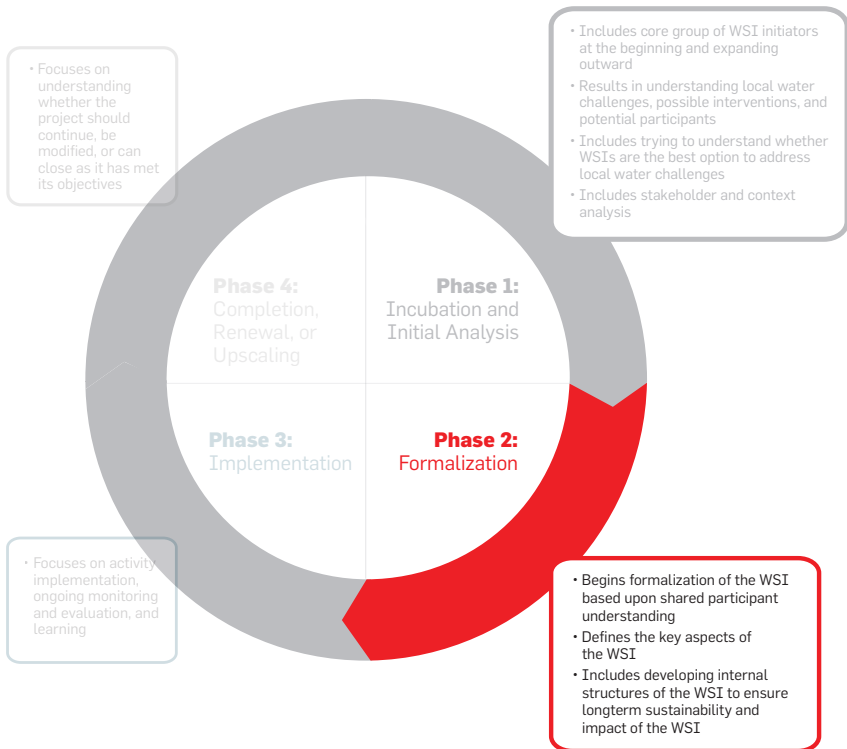 • Focuses on
understanding
whether the
project should
continue, be
modified, or can
close as it has met
its objectives
• Includes core group of WSI initiators
at the beginning and expanding
outward
• Results in understanding local water
challenges, possible interventions, and
potential participants
• Includes trying to understand whether
WSIs are the best option to address
local water challenges
• Includes stakeholder and context
analysis
Phase 4:
Completion,
Renewal, or
Upscaling
Phase 1:
Incubation and
Initial Analysis
Phase 3:
Implementation
Phase 2:
Formalization
• Focuses on activity
implementation,
ongoing monitoring
and evaluation, and
learning
• Begins formalization of the WSI
based upon shared participant
understanding
• Defines the key aspects of
the WSI
• Includes developing internal
structures of the WSI to ensure
longterm sustainability and
impact of the WSI